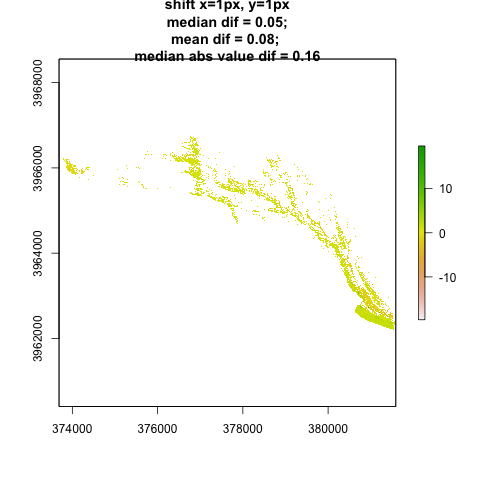 shift x=1px, y=1px
median dif = 0.05;
mean dif = 0.08;
median abs value dif = 0.16
3968000
3966000
3964000
3962000
10
0
-10
374000
376000
378000
380000